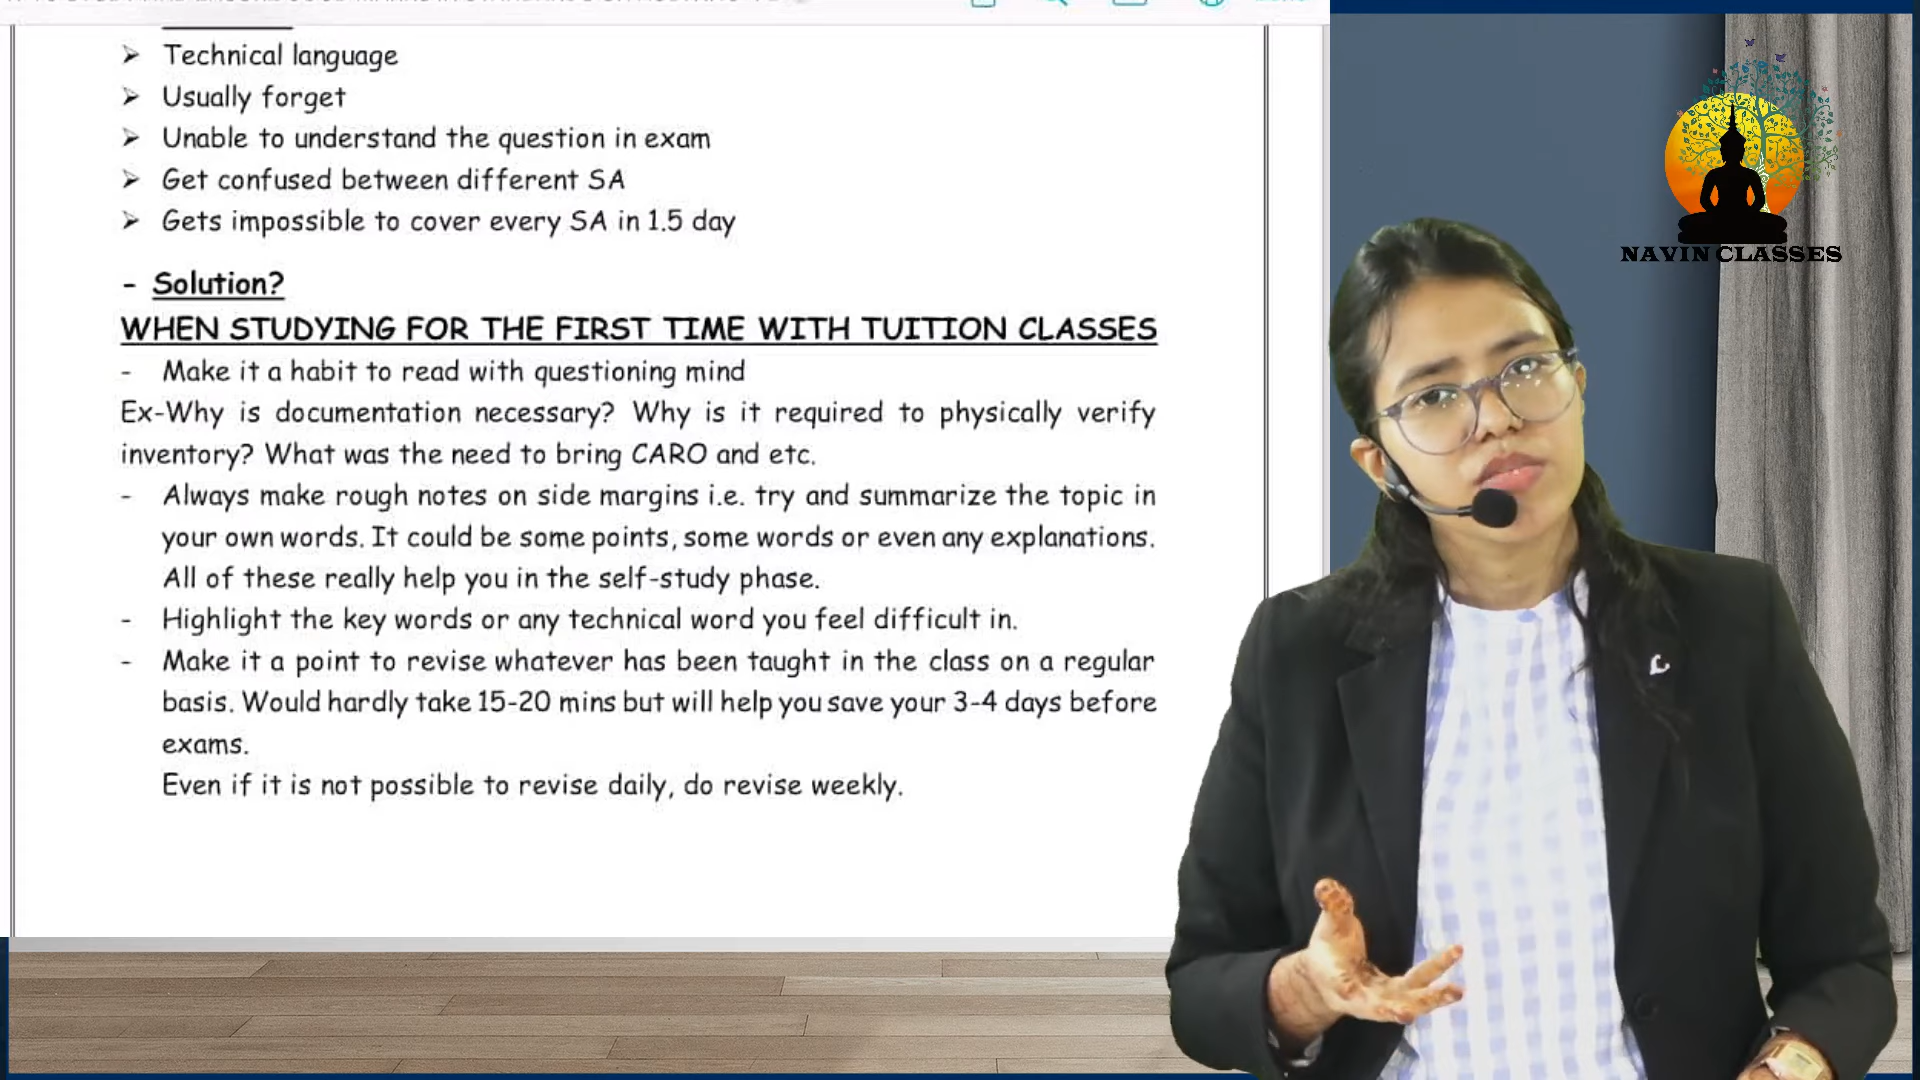 ➢ Technical language
➢ Usually forget
➢ Unable to understand the question in exam
➢ Get confused between different SA
➢ Gets impossible to cover every SA in 1.5 day
- Solution?
WHEN STUDYING FOR THE FIRST TIME WITH TUITION CLASSES
- Make it a habit to read with questioning mind
Ex-Why is documentation necessary? Why is it required to physically verify
inventory? What was the need to bring CARO and etc.
- Always make rough notes on side margins i.e. try and summarize the topic in
your own words. It could be some points, some words or even any explanations.
All of these really help you in the self-study phase.
- Highlight the key words or any technical word you feel difficult in.
- Make it a point to revise whatever has been taught in the class on a regular
basis. Would hardly take 15-20 mins but will help you save your 3-4 days before
exams.
Even if it is not possible to revise daily, do revise weekly.
NAVIN CLASSES